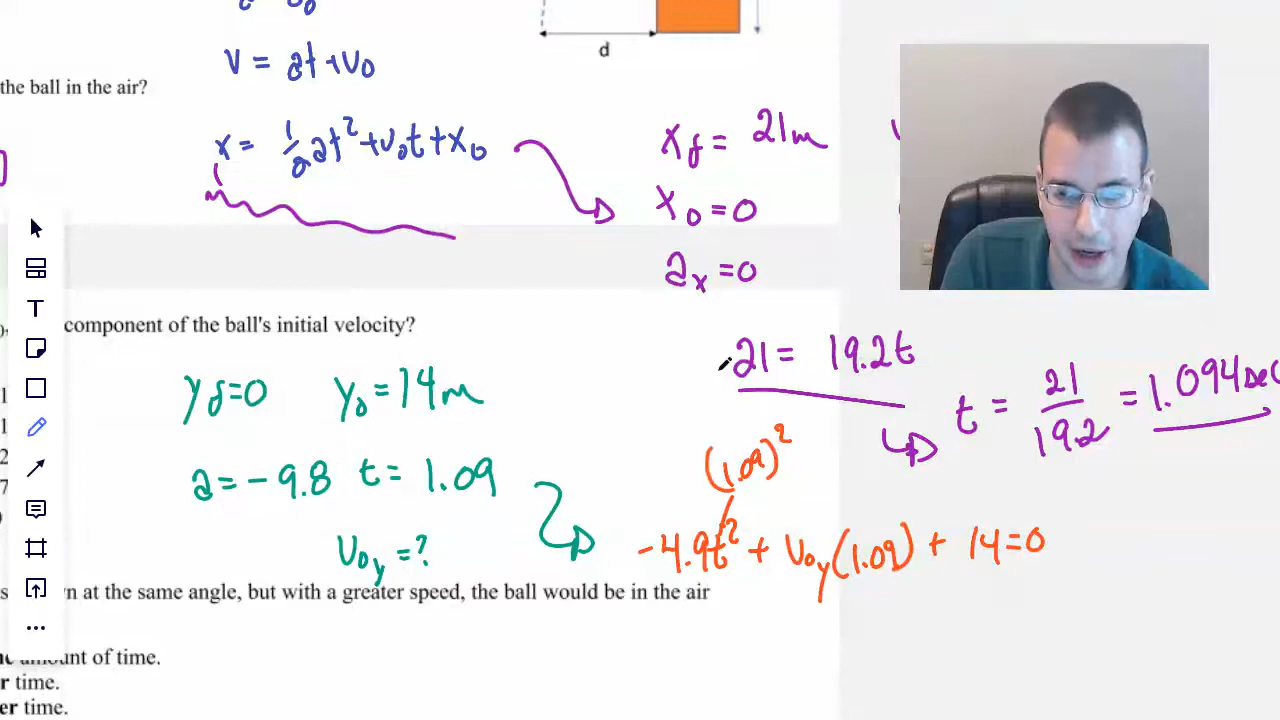 d
v = at + v₀
the ball in the air?
x = ½at² + v₀t + x₀
x_f = 21m
x₀ = 0
a_x = 0
component of the ball's initial velocity?
21 = 19.2t
t = 21/19.2 = 1.094 sec
y_f = 0 y₀ = 14m
a = -9.8 t = 1.09
v₀y = ?
(1.09)²
-4.9t² + v₀y(1.09) + 14 = 0
n at the same angle, but with a greater speed, the ball would be in the air
amount of time.
r time.
er time.
T